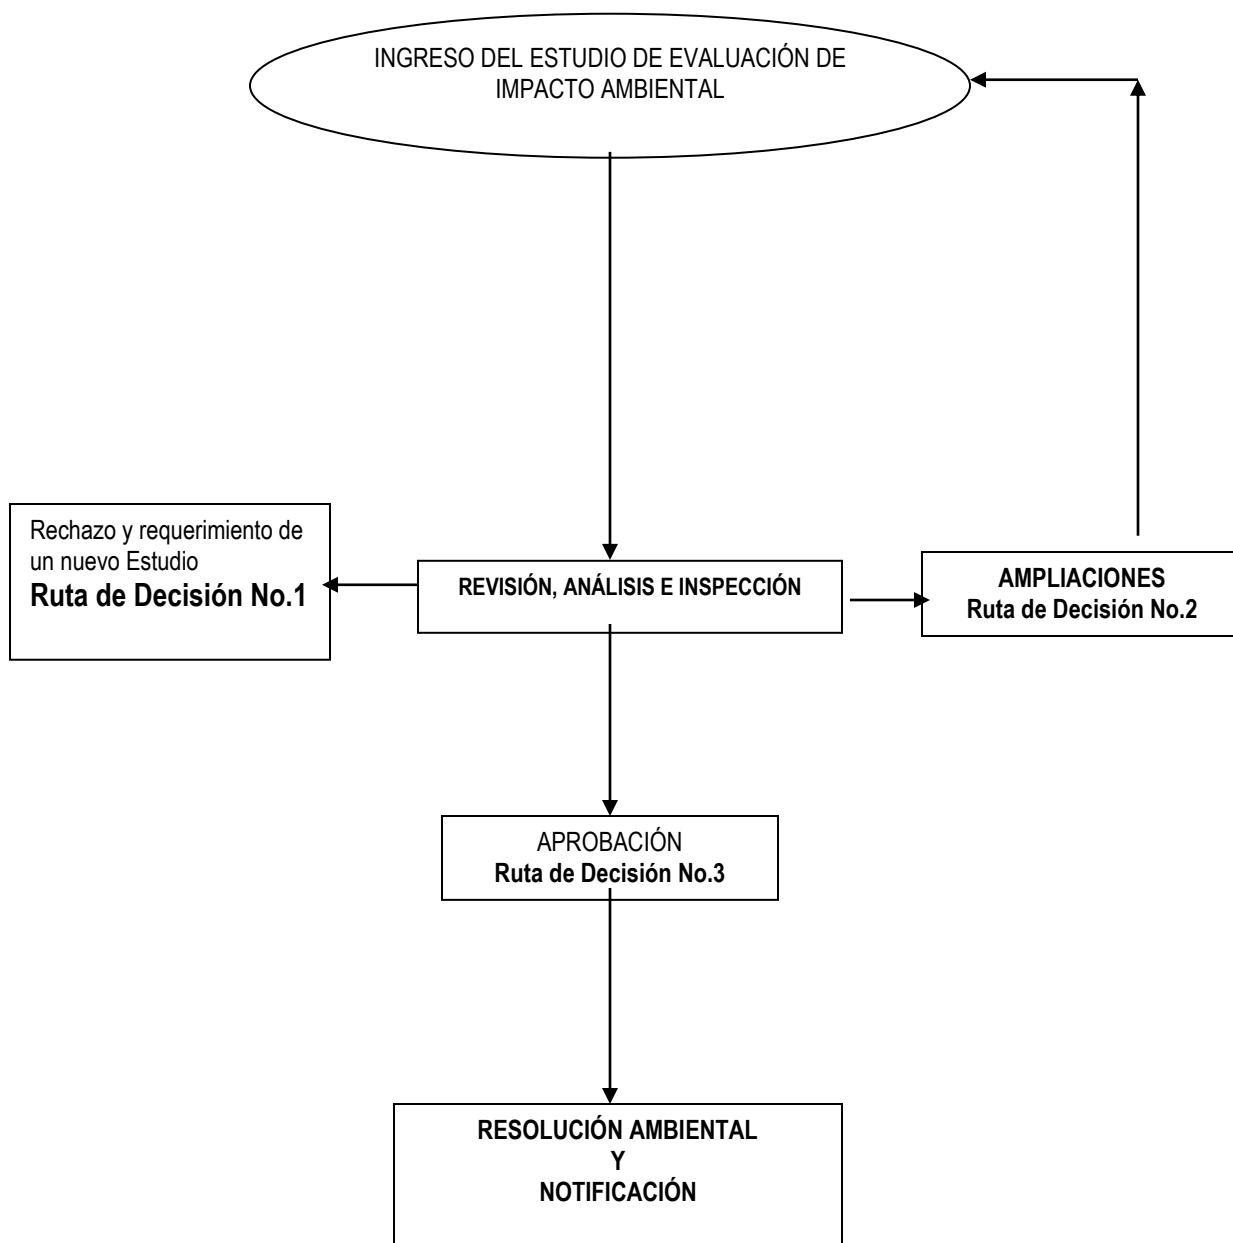 INGRESO DEL ESTUDIO DE EVALUACIÓN DE
IMPACTO AMBIENTAL
Rechazo y requerimiento de
un nuevo Estudio
Ruta de Decisión No.1
REVISIÓN, ANÁLISIS E INSPECCIÓN
AMPLIACIONES
Ruta de Decisión No.2
APROBACIÓN
Ruta de Decisión No.3
RESOLUCIÓN AMBIENTAL
Y
NOTIFICACIÓN